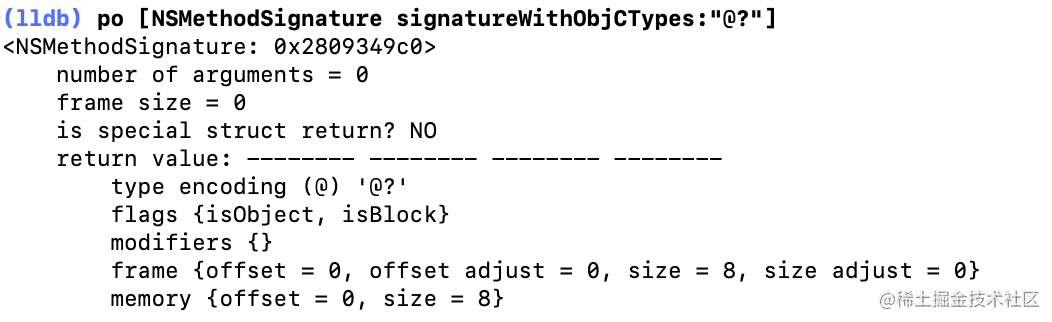 (lldb) po [NSMethodSignature signatureWithObjCTypes:"@?"]
<NSMethodSignature: 0x2809349c0>
    number of arguments = 0
    frame size = 0
    is special struct return? NO
    return value: -------- -------- -------- --------
        type encoding (@) '@?'
        flags {isObject, isBlock}
        modifiers {}
        frame {offset = 0, offset adjust = 0, size = 8, size adjust = 0}
        memory {offset = 0, size = 8}
@稀土掘金技术社区